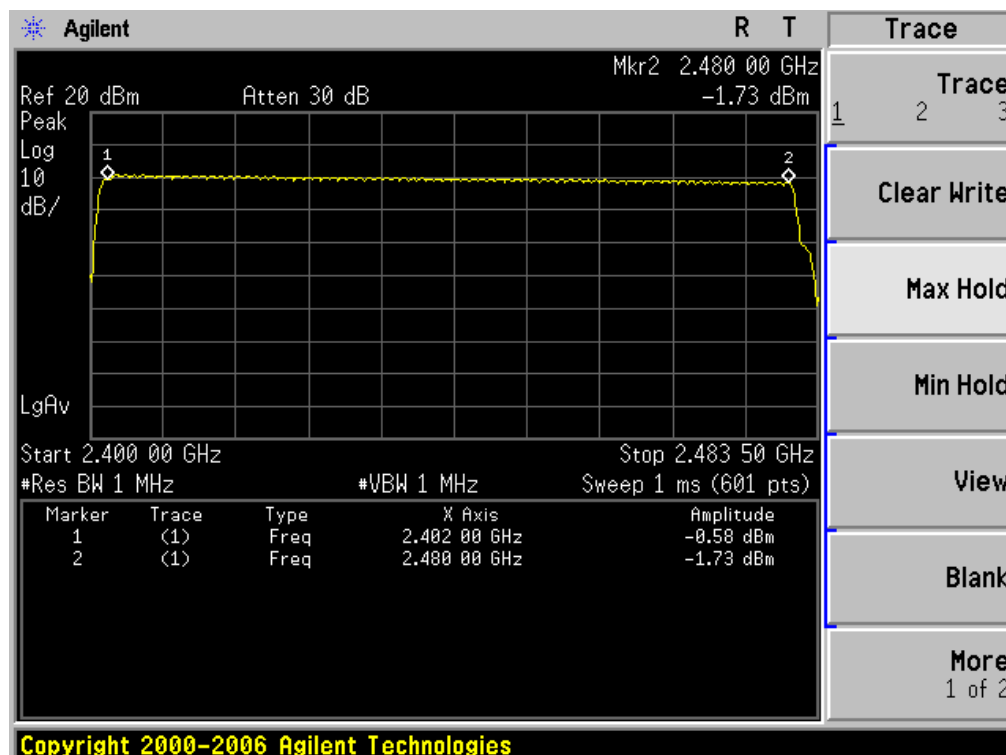 Agilent R T Trace
Mkr2 2.480 00 GHz
Ref 20 dBm Atten 30 dB −1.73 dBm
Peak
Log
10
dB/
1
2
LgAv
Start 2.400 00 GHz Stop 2.483 50 GHz
#Res BW 1 MHz #VBW 1 MHz Sweep 1 ms (601 pts)
Marker Trace Type X Axis Amplitude
1 (1) Freq 2.402 00 GHz −0.58 dBm
2 (1) Freq 2.480 00 GHz −1.73 dBm
Trace
1 2 3
Clear Write
Max Hold
Min Hold
View
Blank
More
1 of 2
Copyright 2000–2006 Agilent Technologies